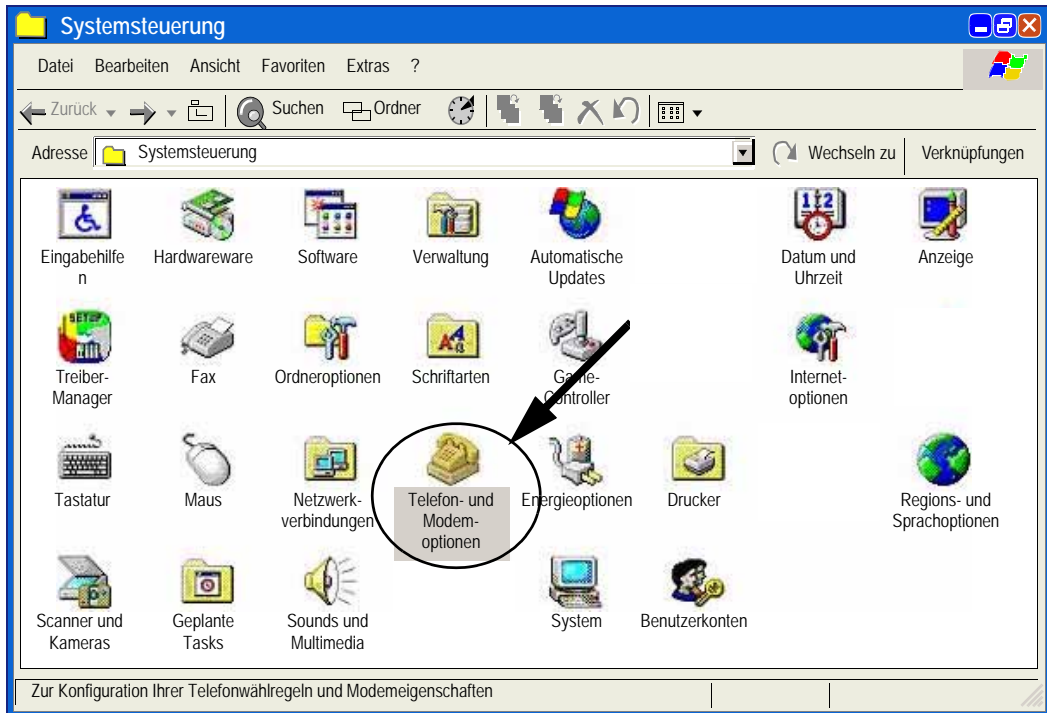 Systemsteuerung
Datei Bearbeiten Ansicht Favoriten Extras ?
Zurück Suchen Ordner
Adresse Systemsteuerung Wechseln zu Verknüpfungen
Eingabehilfe
n
Hardwareware
Software
Verwaltung
Automatische
Updates
Datum und
Uhrzeit
Anzeige
Treiber-
Manager
Fax
Ordneroptionen
Schriftarten
Game-
Controller
Internet-
optionen
Tastatur
Maus
Netzwerk-
verbindungen
Telefon- und
Modem-
optionen
Energieoptionen
Drucker
Regions- und
Sprachoptionen
Scanner und
Kameras
Geplante
Tasks
Sounds und
Multimedia
System
Benutzerkonten
Zur Konfiguration Ihrer Telefonwählregeln und Modemeigenschaften